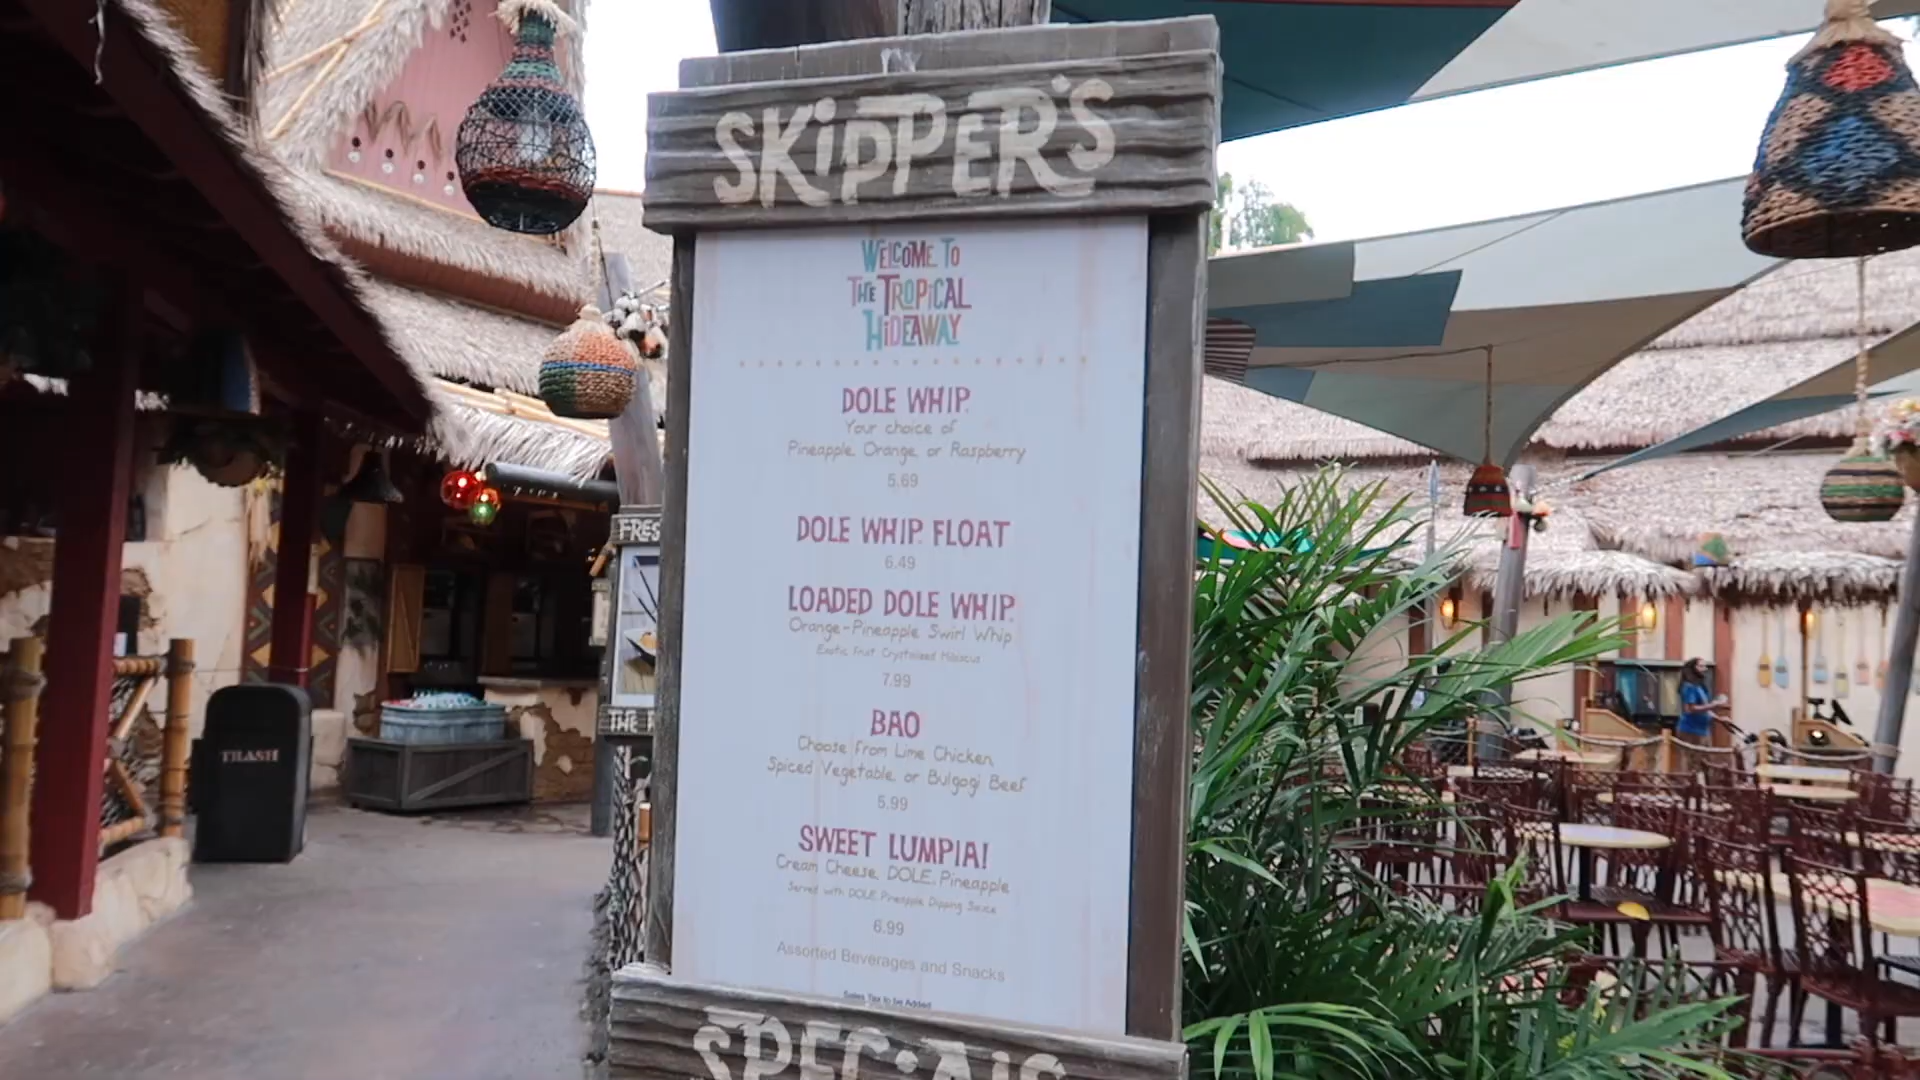 SKIPPER'S
WELCOME TO
THE TROPICAL
HIDEAWAY
DOLE WHIP
Your choice of
Pineapple, Orange, or Raspberry
5.69
DOLE WHIP FLOAT
6.49
LOADED DOLE WHIP
Orange-Pineapple Swirl Whip
Exotic Fruit Crystalized Hibiscus
7.99
BAO
Choose from Lime Chicken,
Spiced Vegetable, or Bulgogi Beef
5.99
SWEET LUMPIA!
Cream Cheese, DOLE, Pineapple
Served with DOLE Pineapple Dipping Sauce
6.99
Assorted Beverages and Snacks
Sales Tax to be Added
SPECIALS
TRASH
FRES
THE